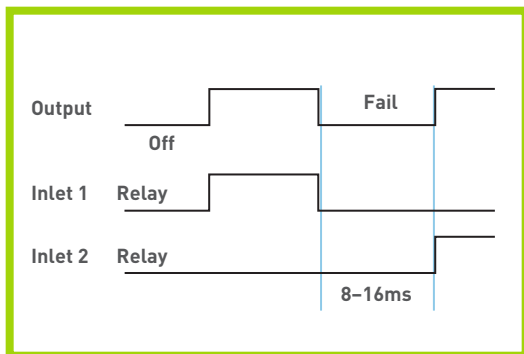 Output
Fail
Off
Inlet 1 Relay
Inlet 2 Relay
8–16ms